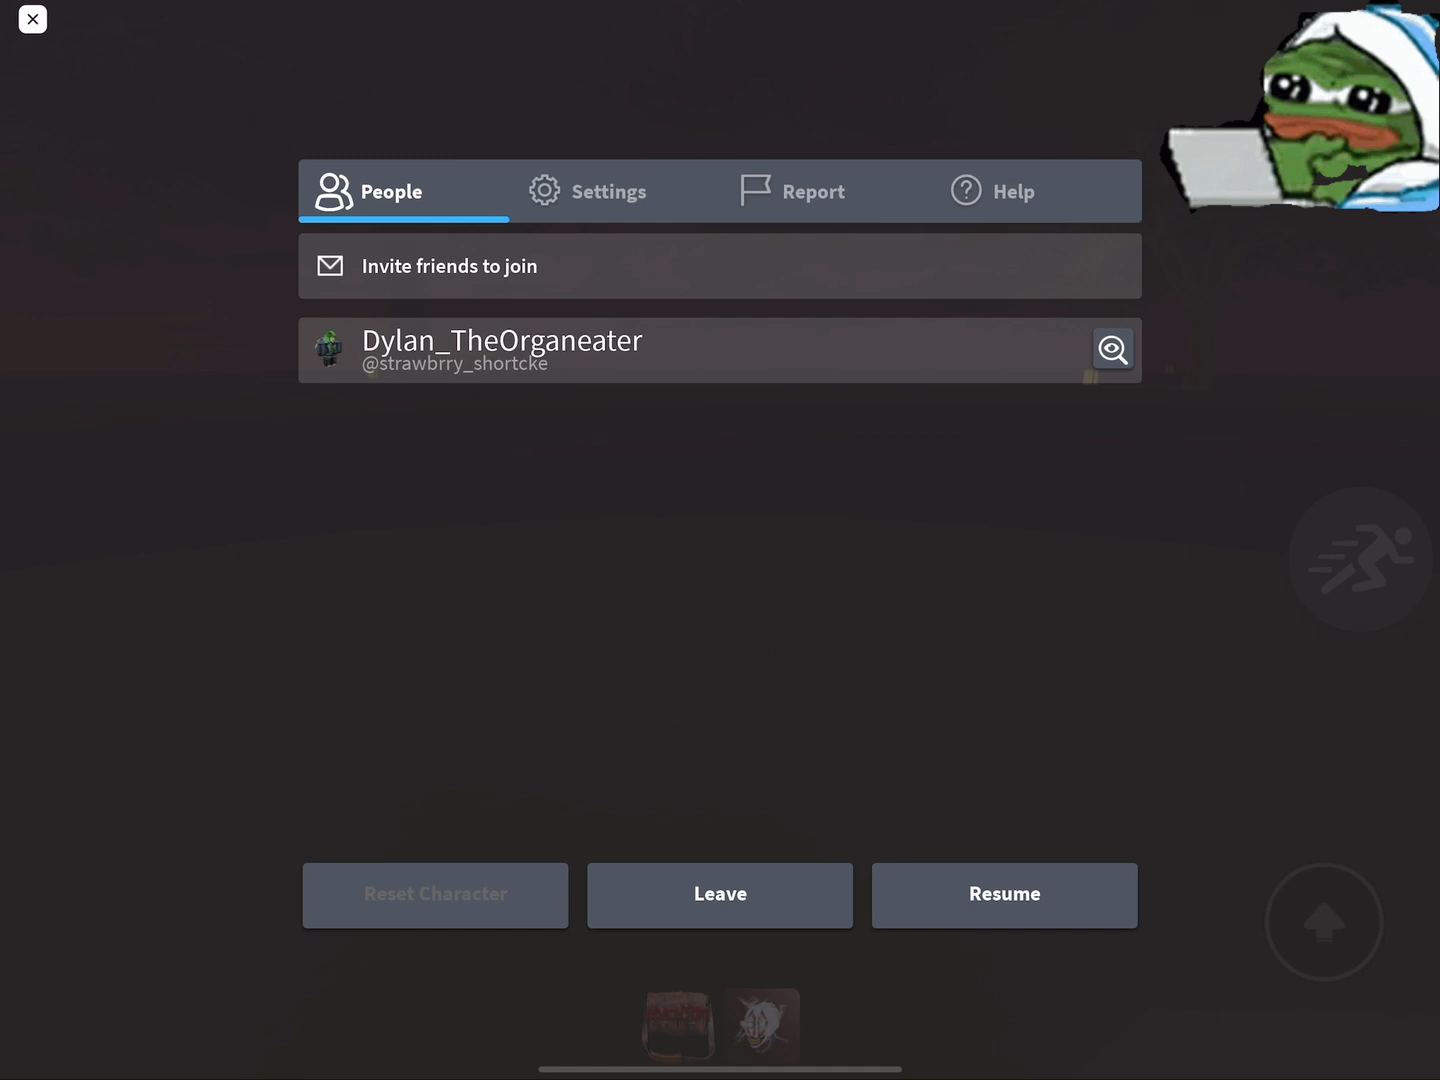 People
Settings
Report
Help
Invite friends to join
Dylan_TheOrganeater
@strawbrry_shortcke
Reset Character
Leave
Resume